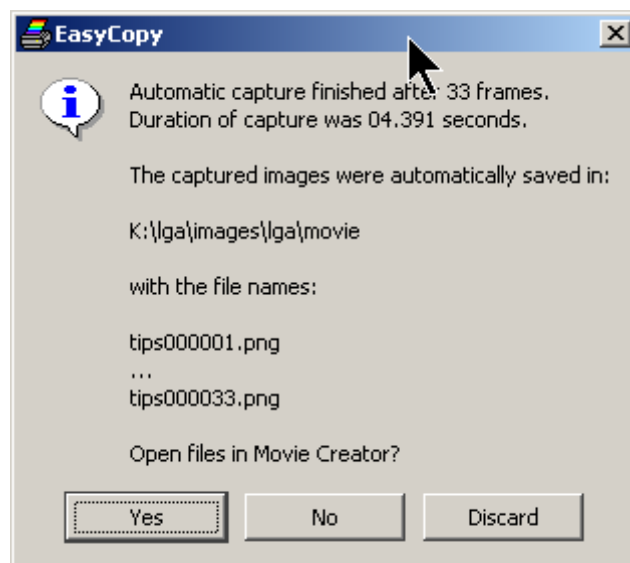 EasyCopy
Automatic capture finished after 33 frames.
Duration of capture was 04.391 seconds.
The captured images were automatically saved in:
K:\lga\images\lga\movie
with the file names:
tips000001.png
...
tips000033.png
Open files in Movie Creator?
Yes No Discard